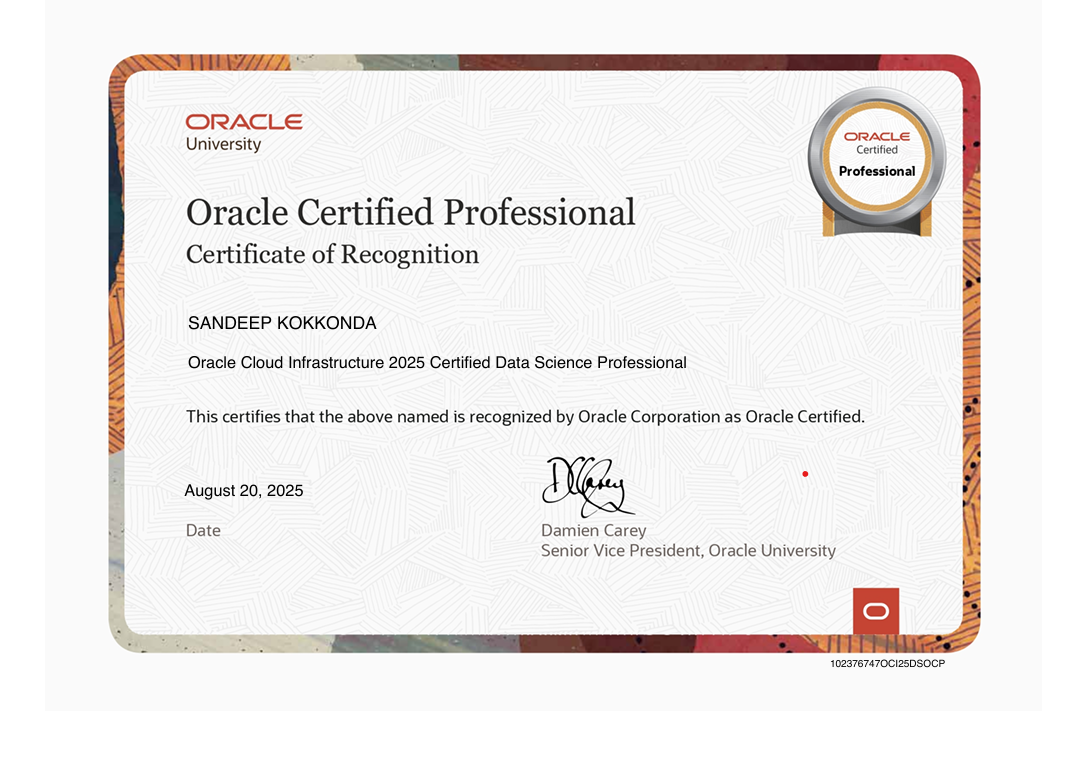 ORACLE
University
ORACLE
Certified
Professional
Oracle Certified Professional
Certificate of Recognition
SANDEEP KOKKONDA
Oracle Cloud Infrastructure 2025 Certified Data Science Professional
This certifies that the above named is recognized by Oracle Corporation as Oracle Certified.
DCarey
August 20, 2025
Date
Damien Carey
Senior Vice President, Oracle University
102376747OCI25DSOCP